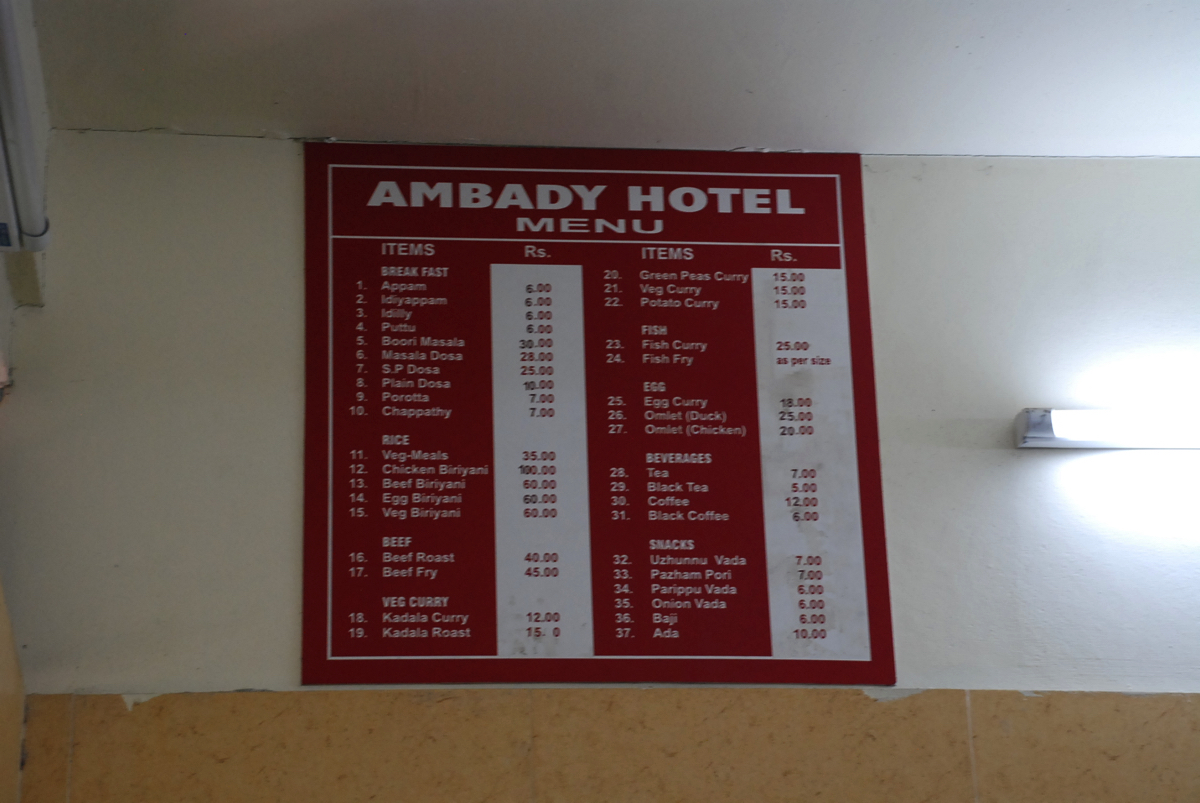 AMBADY HOTEL
MENU
ITEMS Rs.
BREAK FAST
1. Appam 6.00
2. Idiyappam 6.00
3. Idilly 6.00
4. Puttu 6.00
5. Boori Masala 30.00
6. Masala Dosa 28.00
7. S.P Dosa 25.00
8. Plain Dosa 10.00
9. Porotta 7.00
10. Chappathy 7.00
RICE
11. Veg-Meals 35.00
12. Chicken Biriyani 100.00
13. Beef Biriyani 60.00
14. Egg Biriyani 60.00
15. Veg Biriyani 60.00
BEEF
16. Beef Roast 40.00
17. Beef Fry 45.00
VEG CURRY
18. Kadala Curry 12.00
19. Kadala Roast 15. 0
ITEMS Rs.
20. Green Peas Curry 15.00
21. Veg Curry 15.00
22. Potato Curry 15.00
FISH
23. Fish Curry 25.00
24. Fish Fry as per size
EGG
25. Egg Curry 18.00
26. Omlet (Duck) 25.00
27. Omlet (Chicken) 20.00
BEVERAGES
28. Tea 7.00
29. Black Tea 5.00
30. Coffee 12.00
31. Black Coffee 6.00
SNACKS
32. Uzhunnu Vada 7.00
33. Pazham Pori 7.00
34. Parippu Vada 6.00
35. Onion Vada 6.00
36. Baji 6.00
37. Ada 10.00